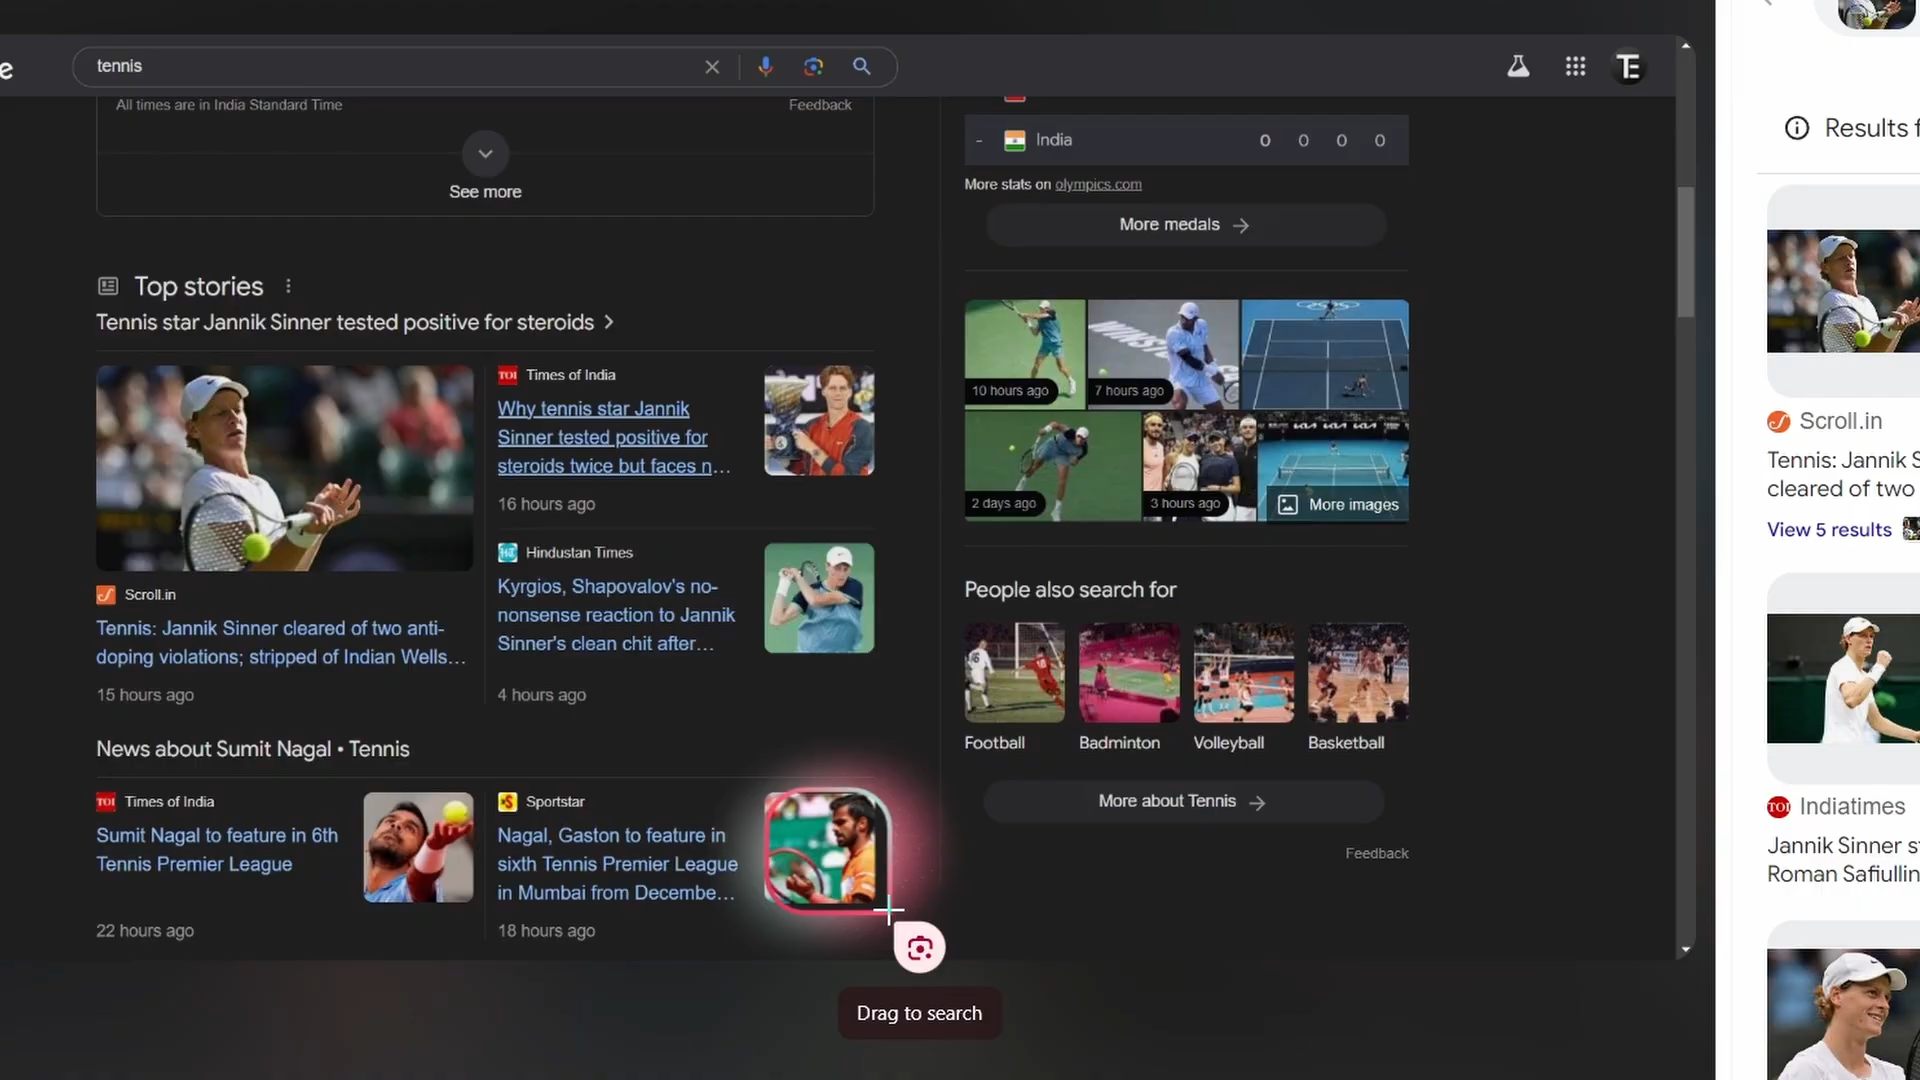 e
tennis
TE
All times are in India Standard Time
Feedback
See more
Top stories
Tennis star Jannik Sinner tested positive for steroids
Scroll.in
Tennis: Jannik Sinner cleared of two anti-
doping violations; stripped of Indian Wells...
15 hours ago
TOI Times of India
Why tennis star Jannik
Sinner tested positive for
steroids twice but faces n...
16 hours ago
HT Hindustan Times
Kyrgios, Shapovalov's no-
nonsense reaction to Jannik
Sinner's clean chit after...
4 hours ago
News about Sumit Nagal • Tennis
TOI Times of India
Sumit Nagal to feature in 6th
Tennis Premier League
22 hours ago
Sportstar
Nagal, Gaston to feature in
sixth Tennis Premier League
in Mumbai from Decembe...
18 hours ago
Drag to search
- India 0 0 0 0
More stats on olympics.com
More medals
10 hours ago
7 hours ago
2 days ago
3 hours ago
More images
People also search for
Football
Badminton
Volleyball
Basketball
More about Tennis
Feedback
Results f
Scroll.in
Tennis: Jannik S
cleared of two
View 5 results
TOI Indiatimes
Jannik Sinner s
Roman Safiullin